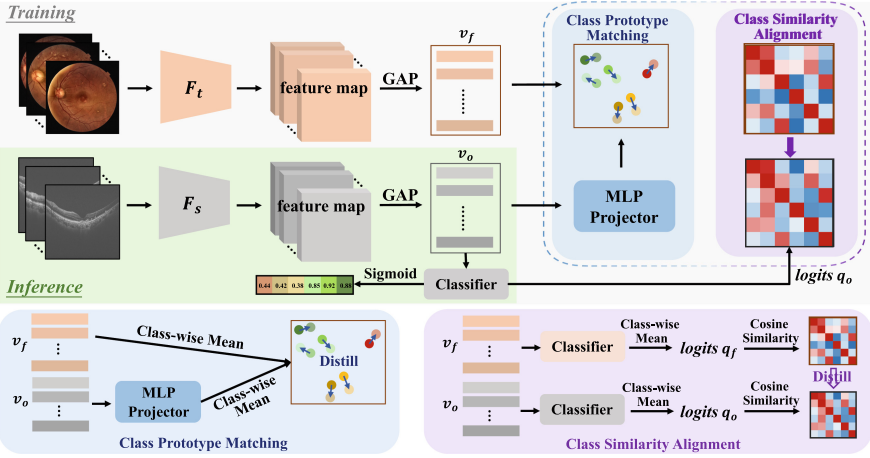 Training
F_t
feature map
GAP
v_f
Class Prototype
Matching
Class Similarity
Alignment
F_s
feature map
GAP
v_o
MLP
Projector
Inference
0.44 0.42 0.38 0.85 0.92 0.88
Sigmoid
Classifier
logits q_o
v_f
Class-wise Mean
v_o
MLP
Projector
Class-wise
Mean
Distill
Class Prototype Matching
v_f
Classifier
Class-wise
Mean
logits q_f
Cosine
Similarity
Distill
v_o
Classifier
Class-wise
Mean
logits q_o
Cosine
Similarity
Class Similarity Alignment